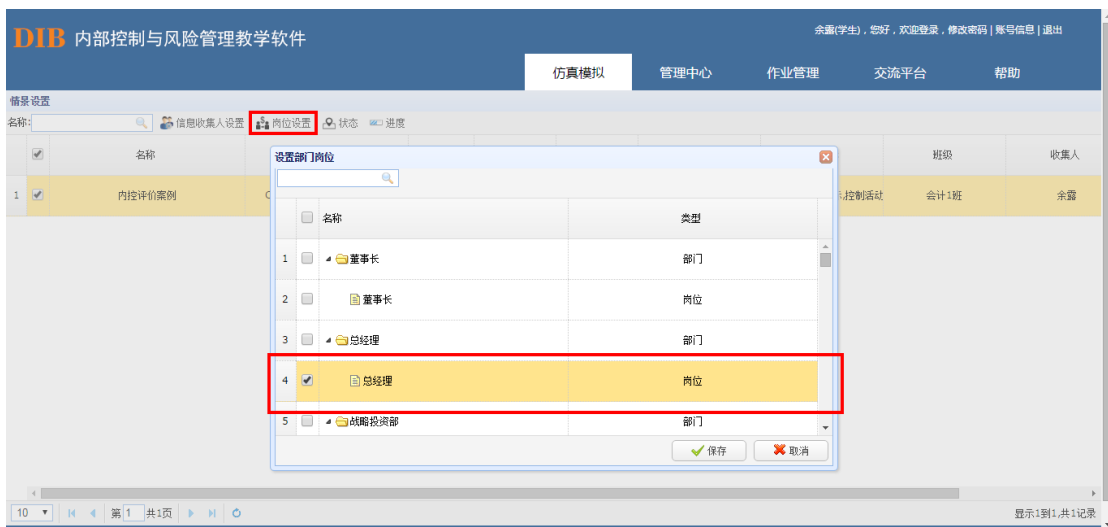 DIB 内部控制与风险管理教学软件
余露(学生)，您好，欢迎登录，修改密码|账号信息|退出
仿真模拟 管理中心 作业管理 交流平台 帮助
情景设置
名称: 信息收集人设置 岗位设置 状态 进度
名称 班级 收集人
1 内控评价案例 C 控制活动 会计1班 余露
设置部门岗位
名称 类型
1 董事长 部门
2 董事长 岗位
3 总经理 部门
4 总经理 岗位
5 战略投资部 部门
保存 取消
10 第 1 共1页 显示1到1,共1记录